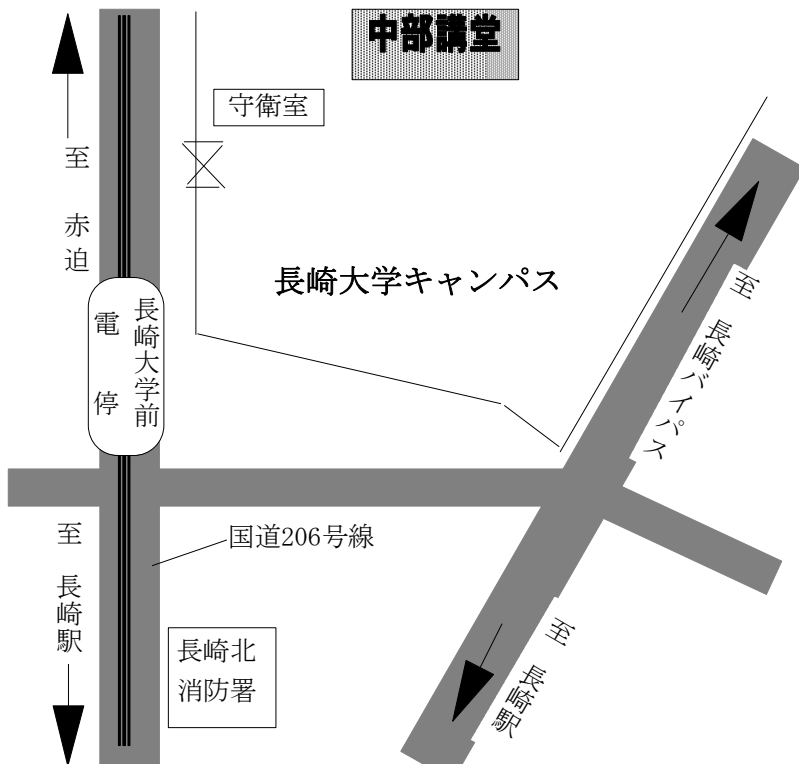 中部講堂
守衛室
至 赤迫
長崎大学キャンパス
至 長崎バイパス
長崎大学前
電停
国道206号線
至 長崎駅
長崎北
消防署
至 長崎駅